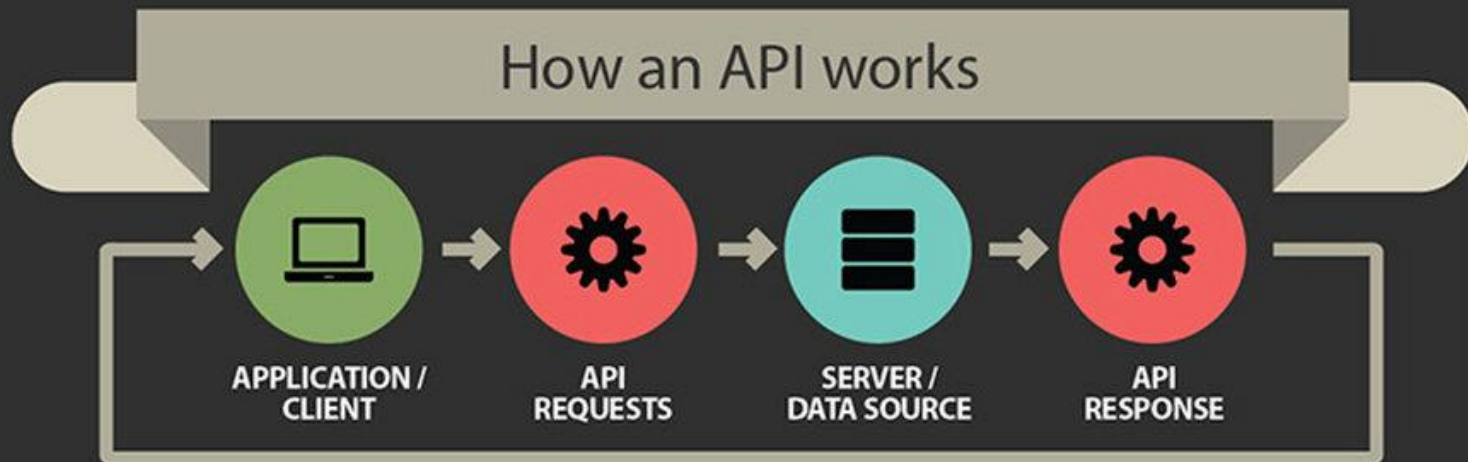 How an API works
APPLICATION /
CLIENT
API
REQUESTS
SERVER /
DATA SOURCE
API
RESPONSE